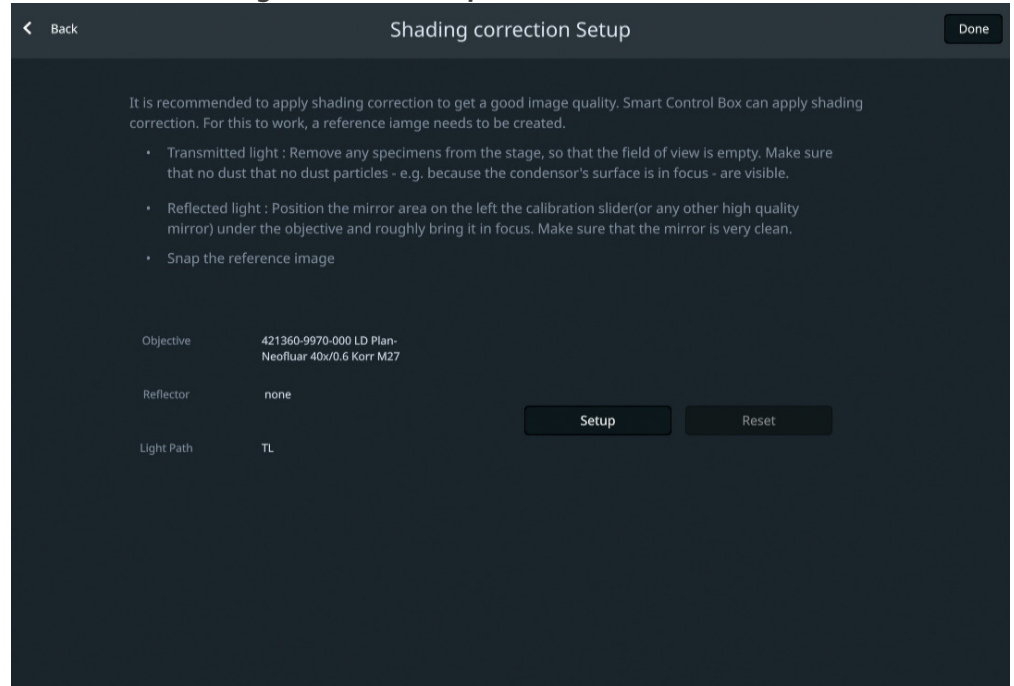 Back
Shading correction Setup
Done
It is recommended to apply shading correction to get a good image quality. Smart Control Box can apply shading
correction. For this to work, a reference iamge needs to be created.
• Transmitted light : Remove any specimens from the stage, so that the field of view is empty. Make sure
that no dust that no dust particles - e.g. because the condensor's surface is in focus - are visible.
• Reflected light : Position the mirror area on the left the calibration slider(or any other high quality
mirror) under the objective and roughly bring it in focus. Make sure that the mirror is very clean.
• Snap the reference image
Objective
421360-9970-000 LD Plan-
Neofluar 40x/0.6 Korr M27
Reflector
none
Setup
Reset
Light Path
TL